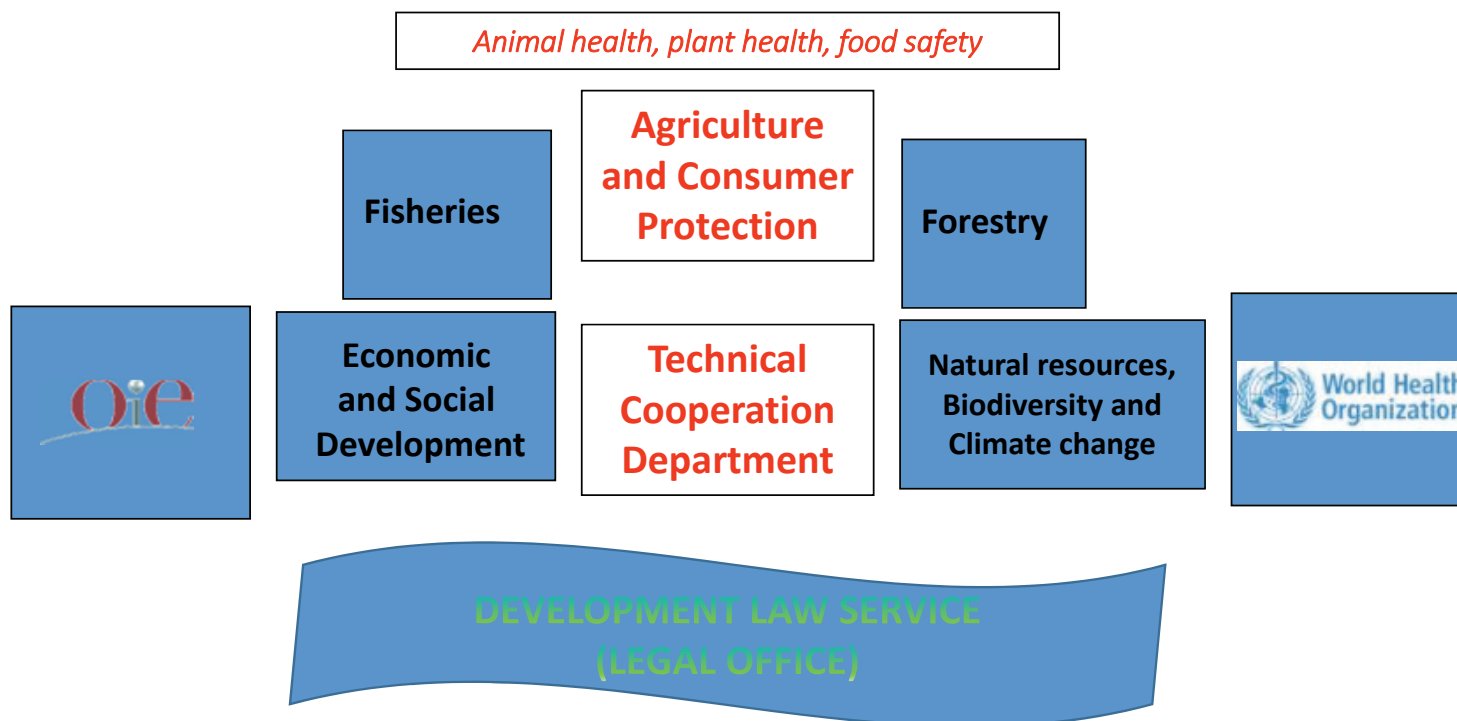 Animal health, plant health, food safety
Agriculture
and Consumer
Protection
Fisheries
Forestry
oie
Economic
and Social
Development
Technical
Cooperation
Department
Natural resources,
Biodiversity and
Climate change
World Health
Organization
DEVELOPMENT LAW SERVICE
(LEGAL OFFICE)